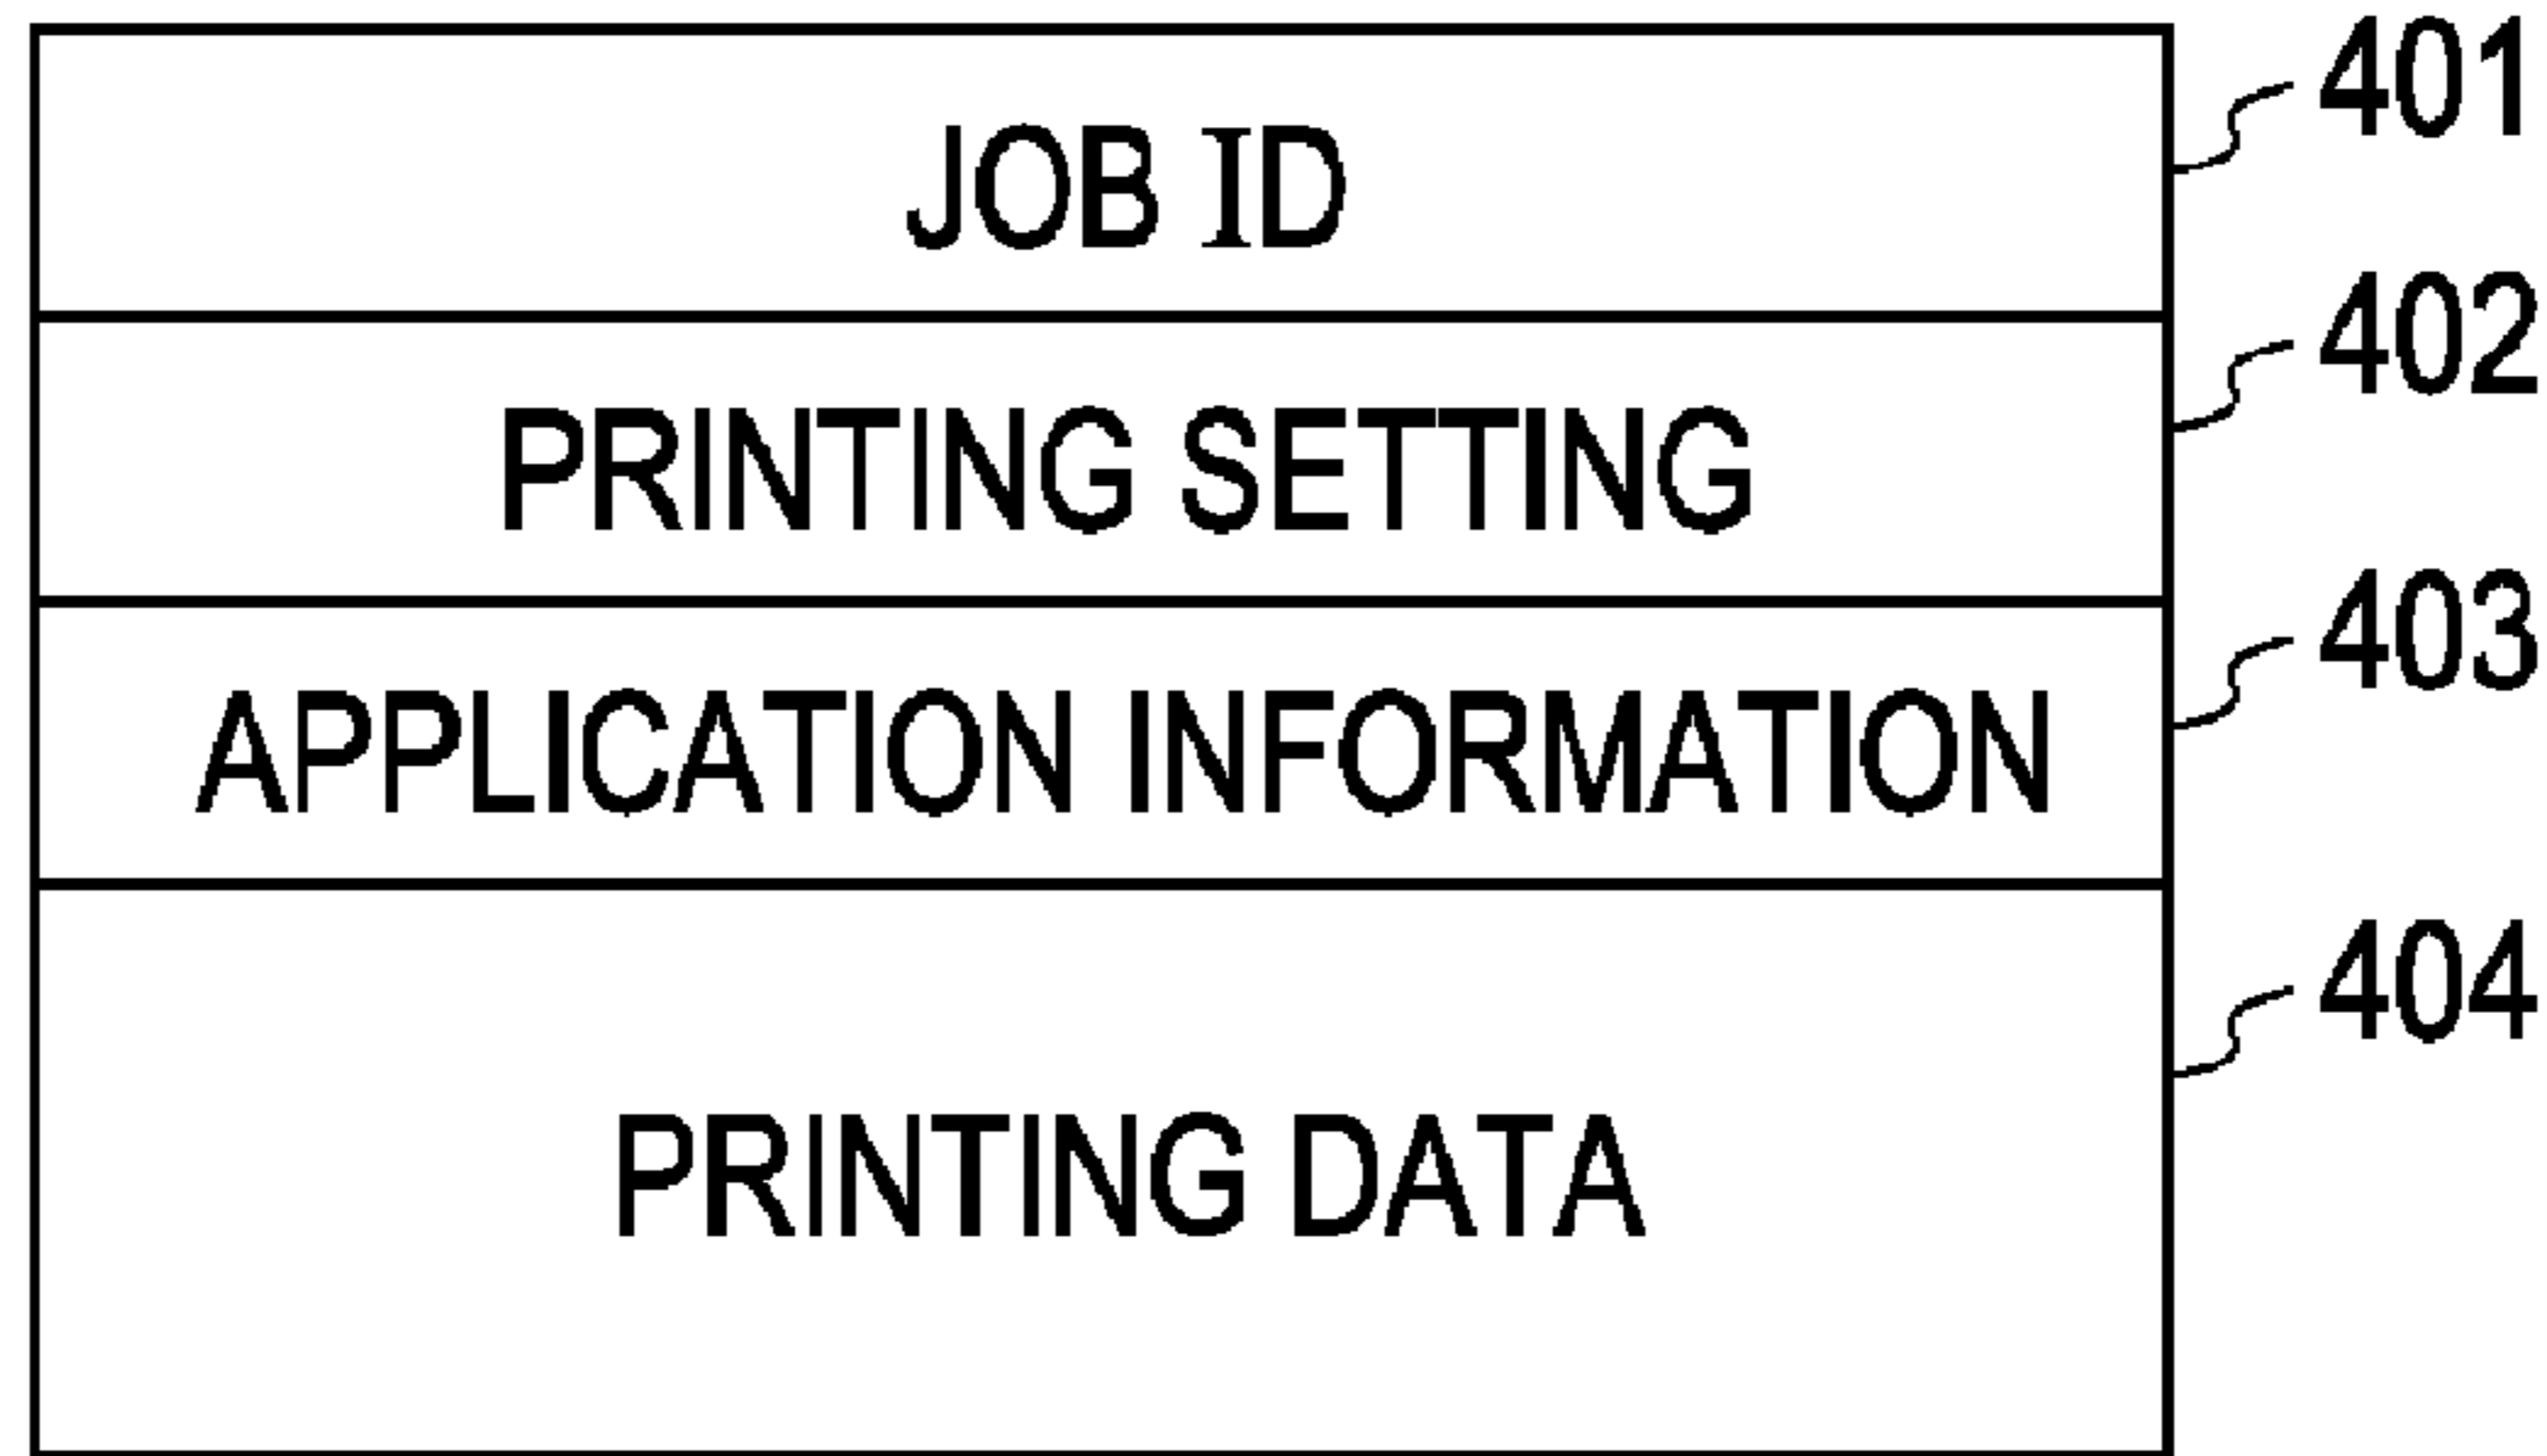 JOB ID 401
PRINTING SETTING 402
APPLICATION INFORMATION 403
PRINTING DATA 404